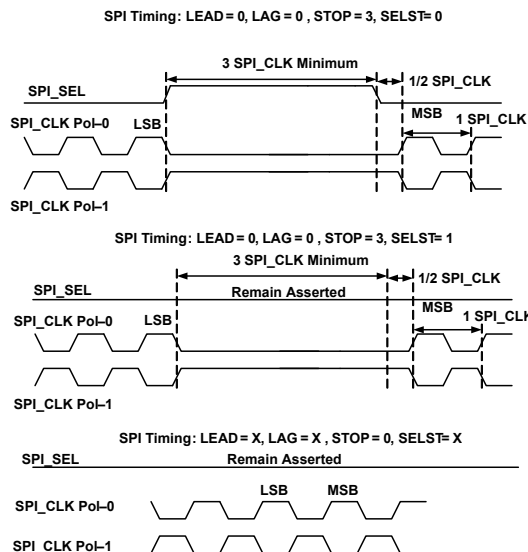 SPI Timing: LEAD = 0, LAG = 0 , STOP = 3, SELST= 0
3 SPI_CLK Minimum
1/2 SPI_CLK
SPI_SEL
MSB
SPI_CLK Pol–0 LSB 1 SPI_CLK
SPI_CLK Pol–1
SPI Timing: LEAD = 0, LAG = 0 , STOP = 3, SELST= 1
3 SPI_CLK Minimum
1/2 SPI_CLK
SPI_SEL Remain Asserted
MSB
SPI_CLK Pol–0 LSB 1 SPI_CLK
SPI_CLK Pol–1
SPI Timing: LEAD = X, LAG = X , STOP = 0, SELST= X
SPI_SEL Remain Asserted
SPI_CLK Pol–0 LSB MSB
SPI_CLK Pol–1